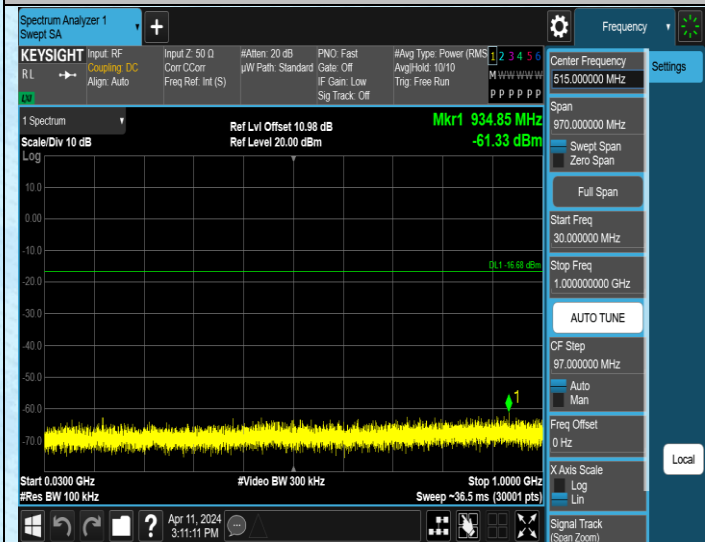 Spectrum Analyzer 1
Swept SA
+
Frequency
KEYSIGHT
RL
LXI
Input: RF
Coupling: DC
Align: Auto
Input Z: 50 Ω
Corr CCorr
Freq Ref: Int (S)
#Atten: 20 dB
µW Path: Standard
PNO: Fast
Gate: Off
IF Gain: Low
Sig Track: Off
#Avg Type: Power (RMS
Avg|Hold: 10/10
Trig: Free Run
1 2 3 4 5 6
M W W W W W
P P P P P P
1 Spectrum
Scale/Div 10 dB
Log
Ref Lvl Offset 10.98 dB
Ref Level 20.00 dBm
Mkr1 934.85 MHz
-61.33 dBm
10.0
0.00
-10.0
-20.0
-30.0
-40.0
-50.0
-60.0
-70.0
DL1 -16.68 dBm
1
Start 0.0300 GHz
#Res BW 100 kHz
#Video BW 300 kHz
Stop 1.0000 GHz
Sweep ~36.5 ms (30001 pts)
?
Apr 11, 2024
3:11:11 PM
Center Frequency
515.000000 MHz
Span
970.000000 MHz
Swept Span
Zero Span
Full Span
Start Freq
30.000000 MHz
Stop Freq
1.000000000 GHz
AUTO TUNE
CF Step
97.000000 MHz
Auto
Man
Freq Offset
0 Hz
X Axis Scale
Log
Lin
Signal Track
(Span Zoom)
Settings
Local